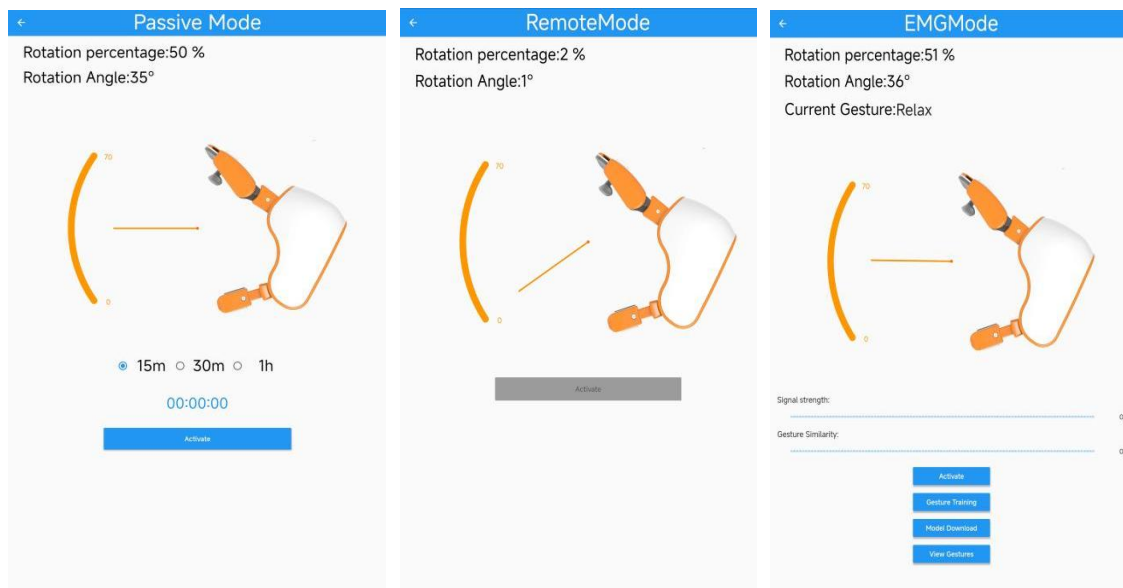 Passive Mode
Rotation percentage:50 %
Rotation Angle:35°
70
0
15m
30m
1h
00:00:00
Activate
RemoteMode
Rotation percentage:2 %
Rotation Angle:1°
70
0
Activate
EMGMode
Rotation percentage:51 %
Rotation Angle:36°
Current Gesture:Relax
70
0
Signal strength:
0
Gesture Similarity:
0
Activate
Gesture Training
Model Download
View Gestures